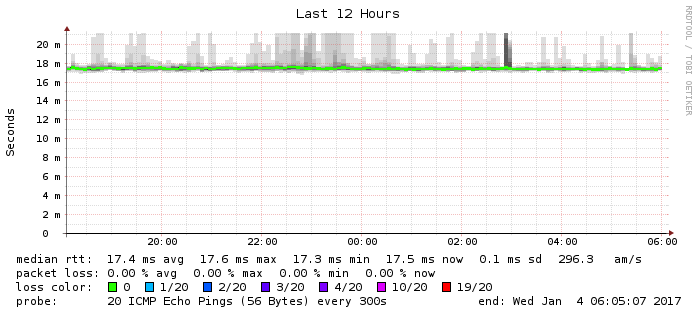 Last 12 Hours
RRDTOOL / TOBI OETIKER
Seconds
20 m
18 m
16 m
14 m
12 m
10 m
8 m
6 m
4 m
2 m
0
20:00 22:00 00:00 02:00 04:00 06:00
median rtt: 17.4 ms avg 17.6 ms max 17.3 ms min 17.5 ms now 0.1 ms sd 296.3 am/s
packet loss: 0.00 % avg 0.00 % max 0.00 % min 0.00 % now
loss color: 0 1/20 2/20 3/20 4/20 10/20 19/20
probe: 20 ICMP Echo Pings (56 Bytes) every 300s end: Wed Jan 4 06:05:07 2017